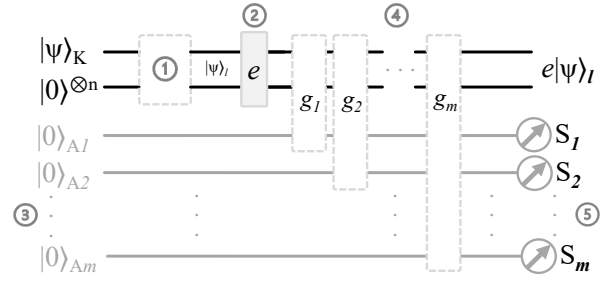 ② ④
|ψ⟩K ① |ψ⟩l e g1 g2 · · · gm e|ψ⟩l
|0⟩⊗n
|0⟩A1 S1
|0⟩A2 S2
③ ⑤
|0⟩Am Sm